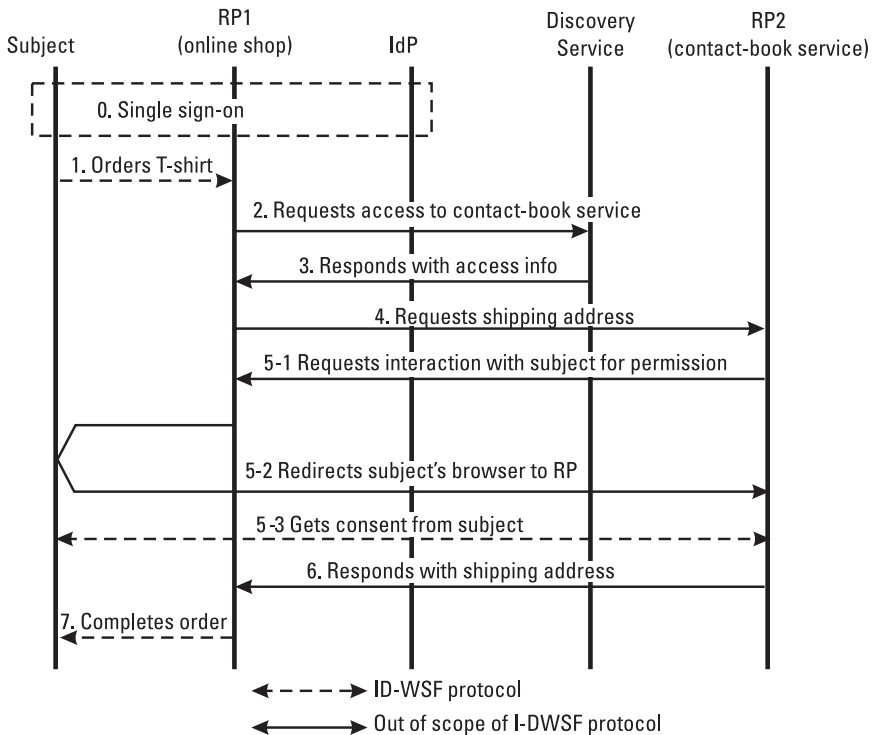 Subject
RP1
(online shop)
IdP
Discovery
Service
RP2
(contact-book service)
0. Single sign-on
1. Orders T-shirt
2. Requests access to contact-book service
3. Responds with access info
4. Requests shipping address
5-1 Requests interaction with subject for permission
5-2 Redirects subject's browser to RP
5-3 Gets consent from subject
6. Responds with shipping address
7. Completes order
ID-WSF protocol
Out of scope of I-DWSF protocol